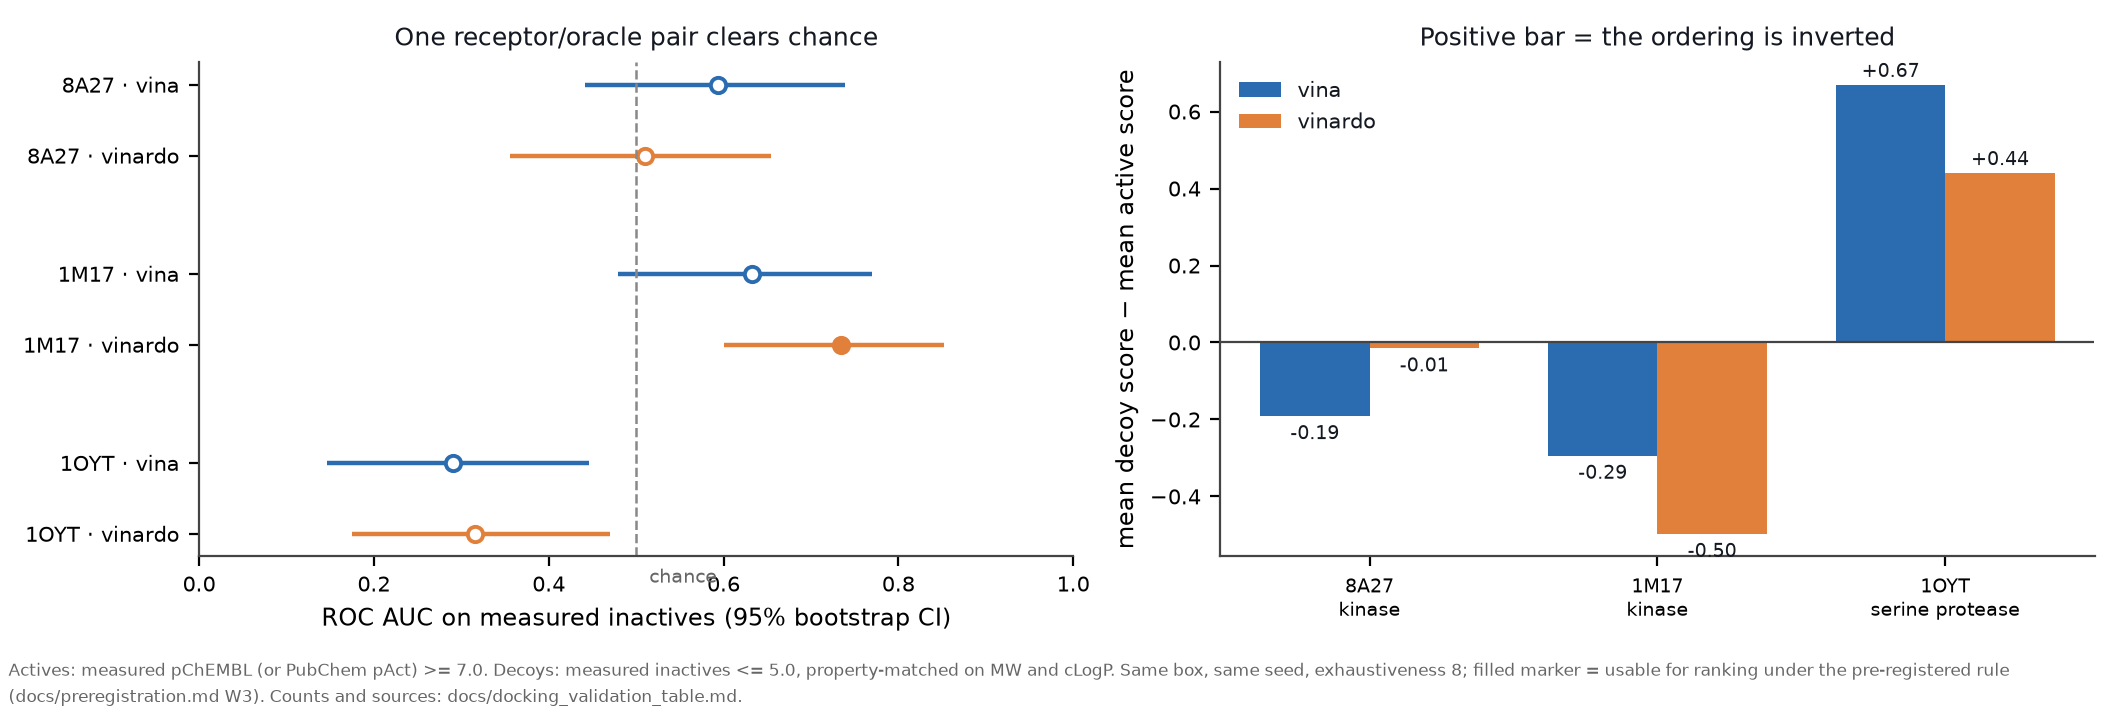 One receptor/oracle pair clears chance
8A27 · vina
8A27 · vinardo
1M17 · vina
1M17 · vinardo
1OYT · vina
1OYT · vinardo
chance
0.0 0.2 0.4 0.6 0.8 1.0
ROC AUC on measured inactives (95% bootstrap CI)
Positive bar = the ordering is inverted
mean decoy score − mean active score
0.6
0.4
0.2
0.0
−0.2
−0.4
vina
vinardo
-0.19
-0.01
-0.29
-0.50
+0.67
+0.44
8A27
kinase
1M17
kinase
1OYT
serine protease
Actives: measured pChEMBL (or PubChem pAct) >= 7.0. Decoys: measured inactives <= 5.0, property-matched on MW and cLogP. Same box, same seed, exhaustiveness 8; filled marker = usable for ranking under the pre-registered rule
(docs/preregistration.md W3). Counts and sources: docs/docking_validation_table.md.